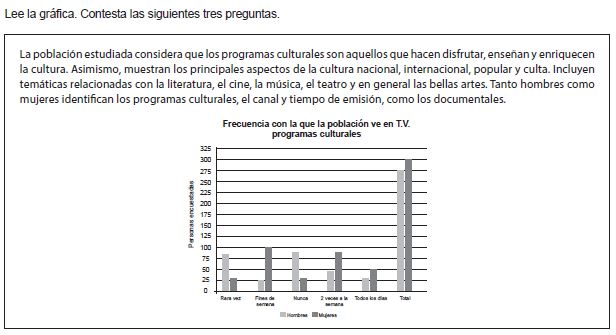 Lee la gráfica. Contesta las siguientes tres preguntas.
La población estudiada considera que los programas culturales son aquellos que hacen disfrutar, enseñan y enriquecen
la cultura. Asimismo, muestran los principales aspectos de la cultura nacional, internacional, popular y culta. Incluyen
temáticas relacionadas con la literatura, el cine, la música, el teatro y en general las bellas artes. Tanto hombres como
mujeres identifican los programas culturales, el canal y tiempo de emisión, como los documentales.
Frecuencia con la que la población ve en T.V.
programas culturales
Personas encuestadas
325
300
275
250
225
200
175
150
125
100
75
50
25
0
Rara vez Fines de semana Nunca 2 veces a la semana Todos los días Total
Hombres Mujeres